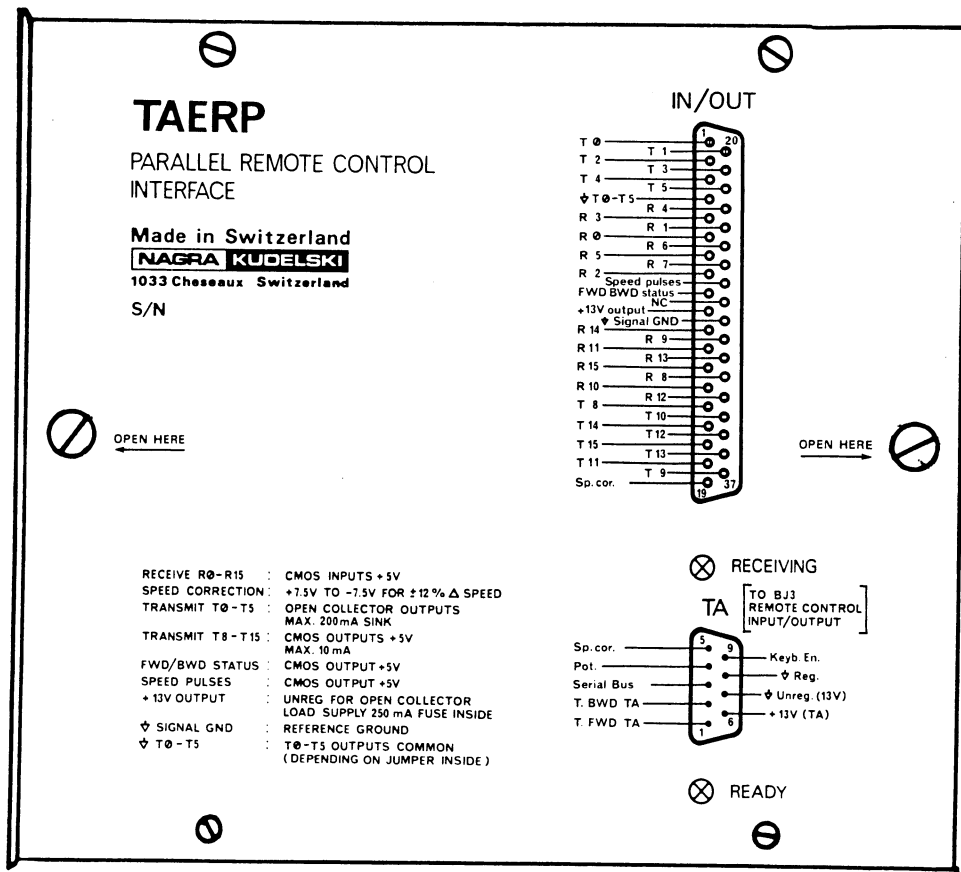 TAERP
PARALLEL REMOTE CONTROL
INTERFACE
Made in Switzerland
NAGRA KUDELSKI
1033 Cheseaux Switzerland
S/N
OPEN HERE
IN/OUT
1 20
T Ø
T 1
T 2
T 3
T 4
T 5
⏚ T Ø-T 5
R 4
R 3
R 1
R Ø
R 6
R 5
R 7
R 2
Speed pulses
FWD BWD status
NC
+13V output
⏚ Signal GND
R 14
R 9
R 11
R 13
R 15
R 8
R 10
R 12
T 8
T 10
T 14
T 12
T 15
T 13
T 11
T 9
Sp. cor.
19 37
OPEN HERE
RECEIVE RØ-R15 : CMOS INPUTS +5V
SPEED CORRECTION : +7.5V TO -7.5V FOR ±12% Δ SPEED
TRANSMIT TØ-T5 : OPEN COLLECTOR OUTPUTS
MAX. 200mA SINK
TRANSMIT T8-T15 : CMOS OUTPUTS +5V
MAX. 10 mA
FWD/BWD STATUS : CMOS OUTPUT +5V
SPEED PULSES : CMOS OUTPUT +5V
+ 13V OUTPUT : UNREG FOR OPEN COLLECTOR
LOAD SUPPLY 250 mA FUSE INSIDE
⏚ SIGNAL GND : REFERENCE GROUND
⏚ TØ-T5 : TØ-T5 OUTPUTS COMMON
(DEPENDING ON JUMPER INSIDE)
RECEIVING
TA
TO BJ3
REMOTE CONTROL
INPUT/OUTPUT
5 9
Sp. cor.
Keyb. En.
Pot.
⏚ Reg.
Serial Bus
⏚ Unreg. (13V)
T. BWD TA
+ 13V (TA)
T. FWD TA
1 6
READY